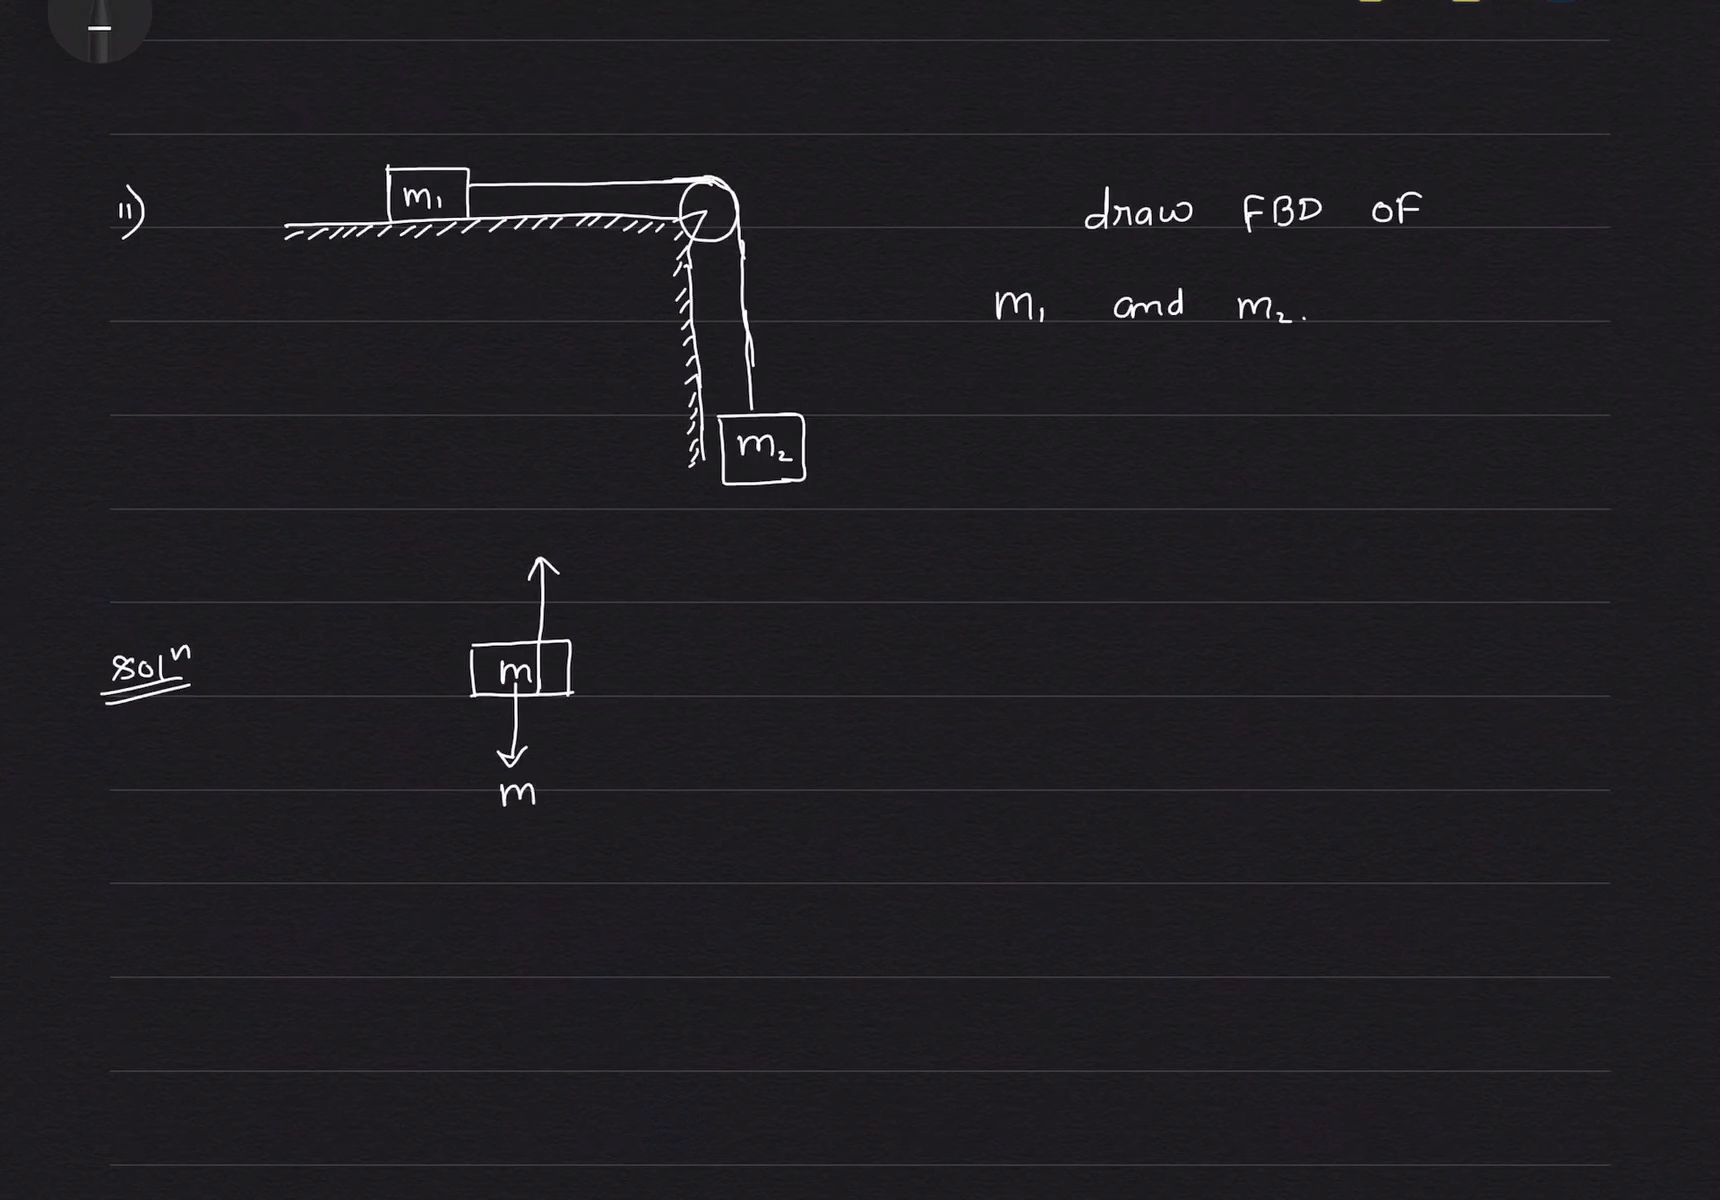 11)
m₁
draw FBD OF
m₁ and m₂.
m₂
Solⁿ
m
m